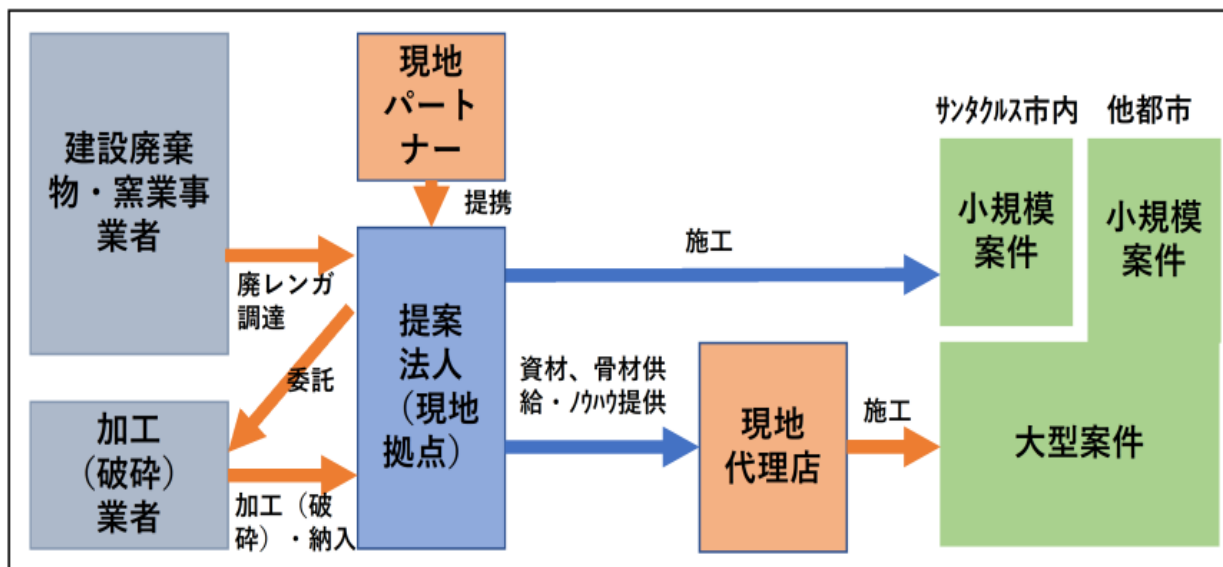 建設廃棄
物・窯業事
業者
現地
パート
ナー
提携
廃レンガ
調達
委託
加工
（破砕）
業者
加工（破
砕）・納入
提案
法人
（現地
拠点）
施工
資材、骨材供
給・ﾉｳﾊｳ提供
現地
代理店
施工
ｻﾝﾀｸﾙｽ市内
他都市
小規模
案件
小規模
案件
大型案件